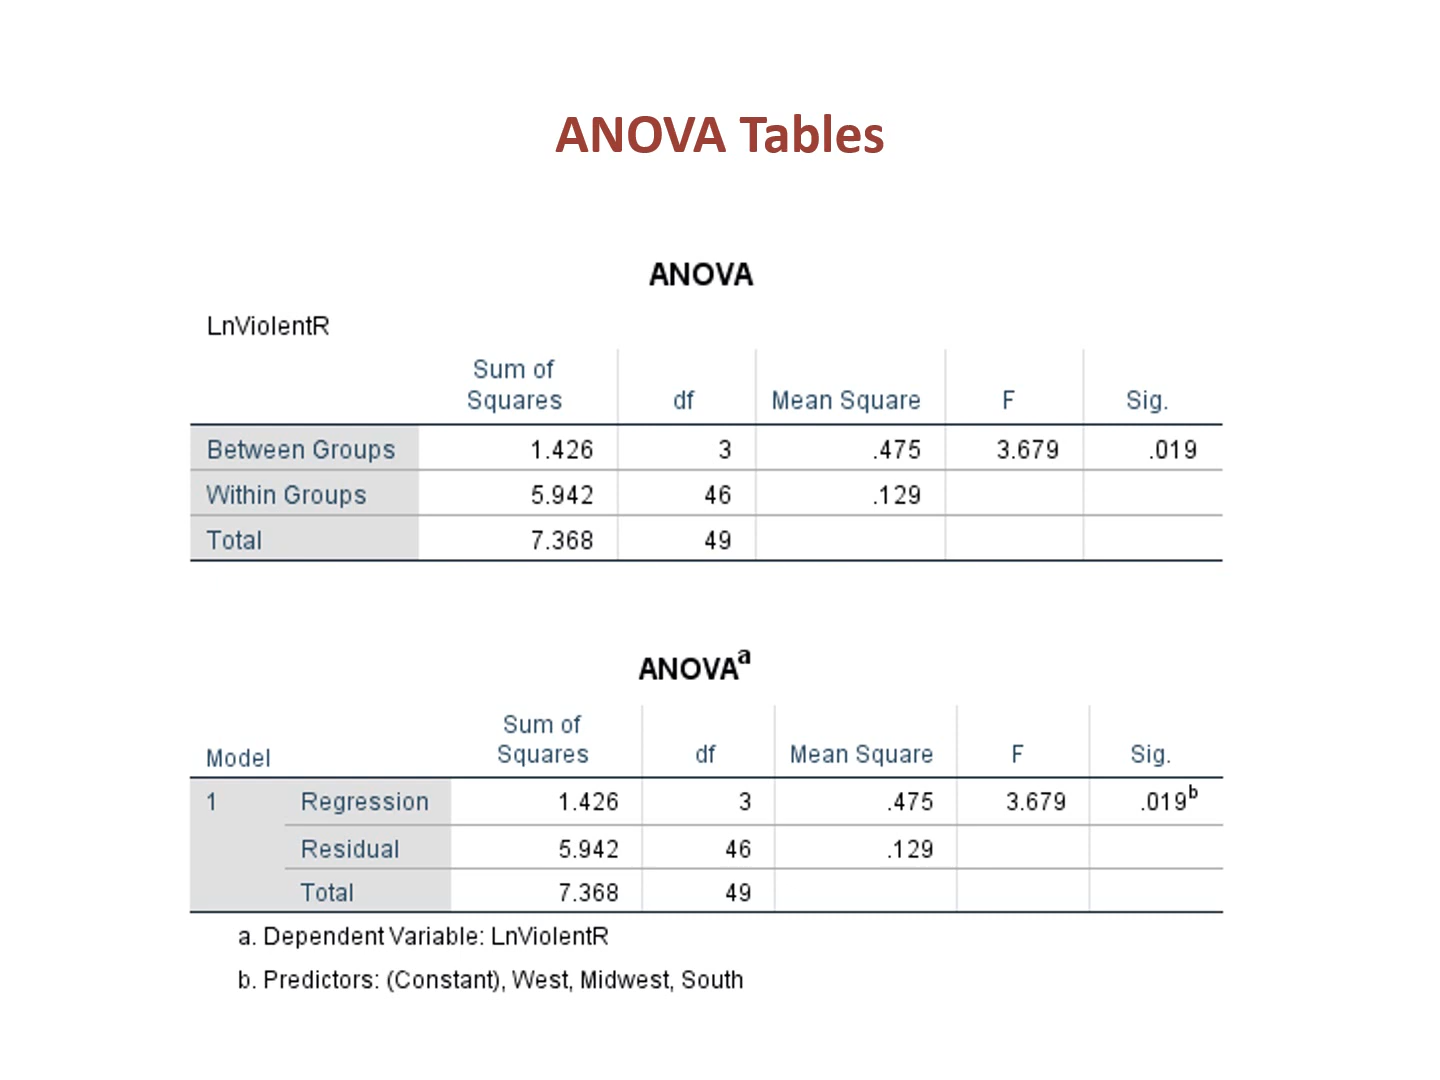 ANOVA Tables
ANOVA
LnViolentR
Sum of
Squares df Mean Square F Sig.
Between Groups 1.426 3 .475 3.679 .019
Within Groups 5.942 46 .129
Total 7.368 49
ANOVAa
Model Sum of
Squares df Mean Square F Sig.
1 Regression 1.426 3 .475 3.679 .019b
Residual 5.942 46 .129
Total 7.368 49
a. Dependent Variable: LnViolentR
b. Predictors: (Constant), West, Midwest, South